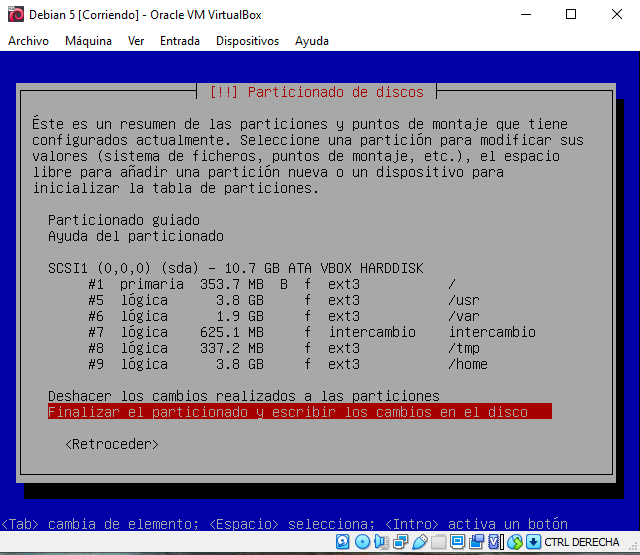 Debian 5 [Corriendo] - Oracle VM VirtualBox
Archivo Máquina Ver Entrada Dispositivos Ayuda
[!!] Particionado de discos
Éste es un resumen de las particiones y puntos de montaje que tiene
configurados actualmente. Seleccione una partición para modificar sus
valores (sistema de ficheros, puntos de montaje, etc.), el espacio
libre para añadir una partición nueva o un dispositivo para
inicializar la tabla de particiones.
Particionado guiado
Ayuda del particionado
SCSI1 (0,0,0) (sda) - 10.7 GB ATA VBOX HARDDISK
#1 primaria 353.7 MB B f ext3 /
#5 lógica 3.8 GB f ext3 /usr
#6 lógica 1.9 GB f ext3 /var
#7 lógica 625.1 MB f intercambio intercambio
#8 lógica 337.2 MB f ext3 /tmp
#9 lógica 3.8 GB f ext3 /home
Deshacer los cambios realizados a las particiones
Finalizar el particionado y escribir los cambios en el disco
<Retroceder>
<Tab> cambia de elemento; <Espacio> selecciona; <Intro> activa un botón
CTRL DERECHA